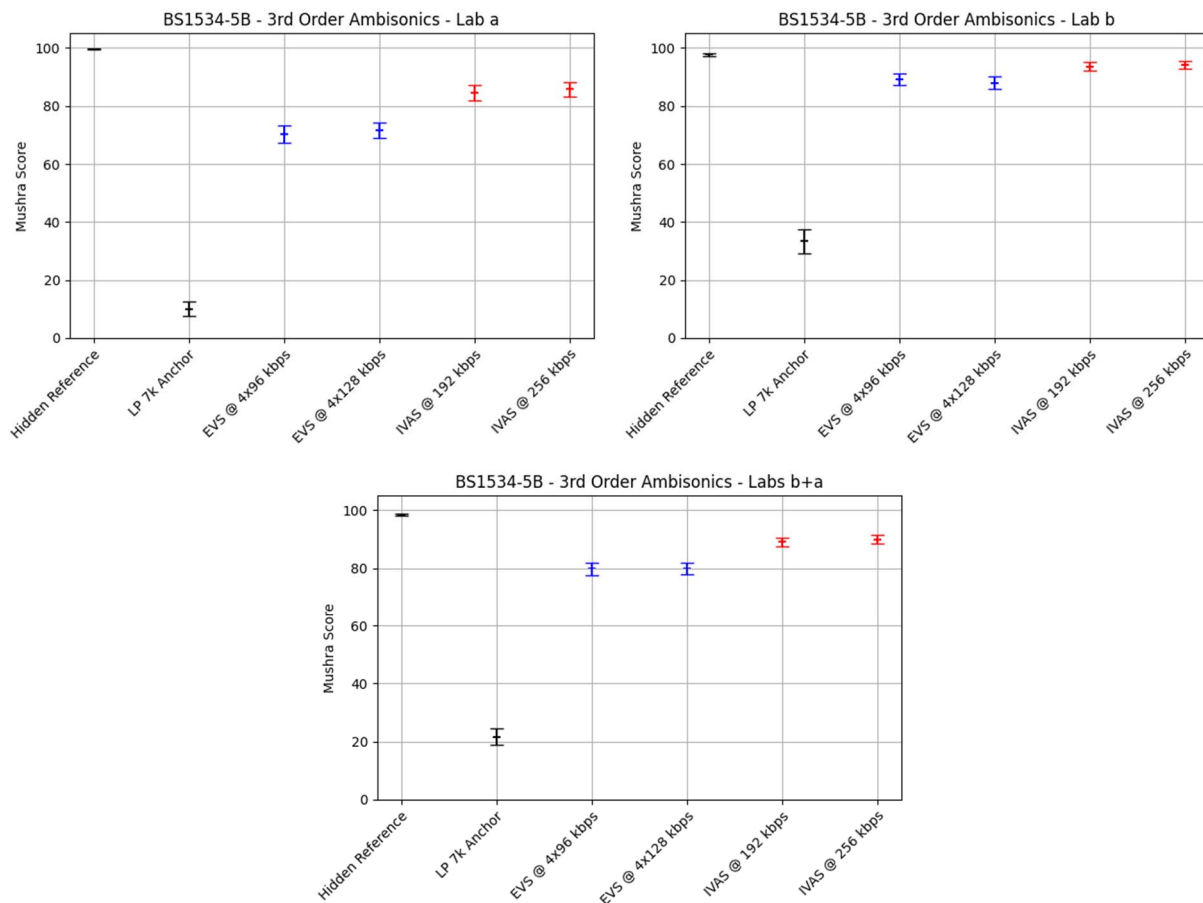 BS1534-5B - 3rd Order Ambisonics - Lab a
Mushra Score
100
80
60
40
20
0
Hidden Reference
LP 7k Anchor
EVS @ 4x96 kbps
EVS @ 4x128 kbps
IVAS @ 192 kbps
IVAS @ 256 kbps
BS1534-5B - 3rd Order Ambisonics - Lab b
Mushra Score
100
80
60
40
20
0
Hidden Reference
LP 7k Anchor
EVS @ 4x96 kbps
EVS @ 4x128 kbps
IVAS @ 192 kbps
IVAS @ 256 kbps
BS1534-5B - 3rd Order Ambisonics - Labs b+a
Mushra Score
100
80
60
40
20
0
Hidden Reference
LP 7k Anchor
EVS @ 4x96 kbps
EVS @ 4x128 kbps
IVAS @ 192 kbps
IVAS @ 256 kbps